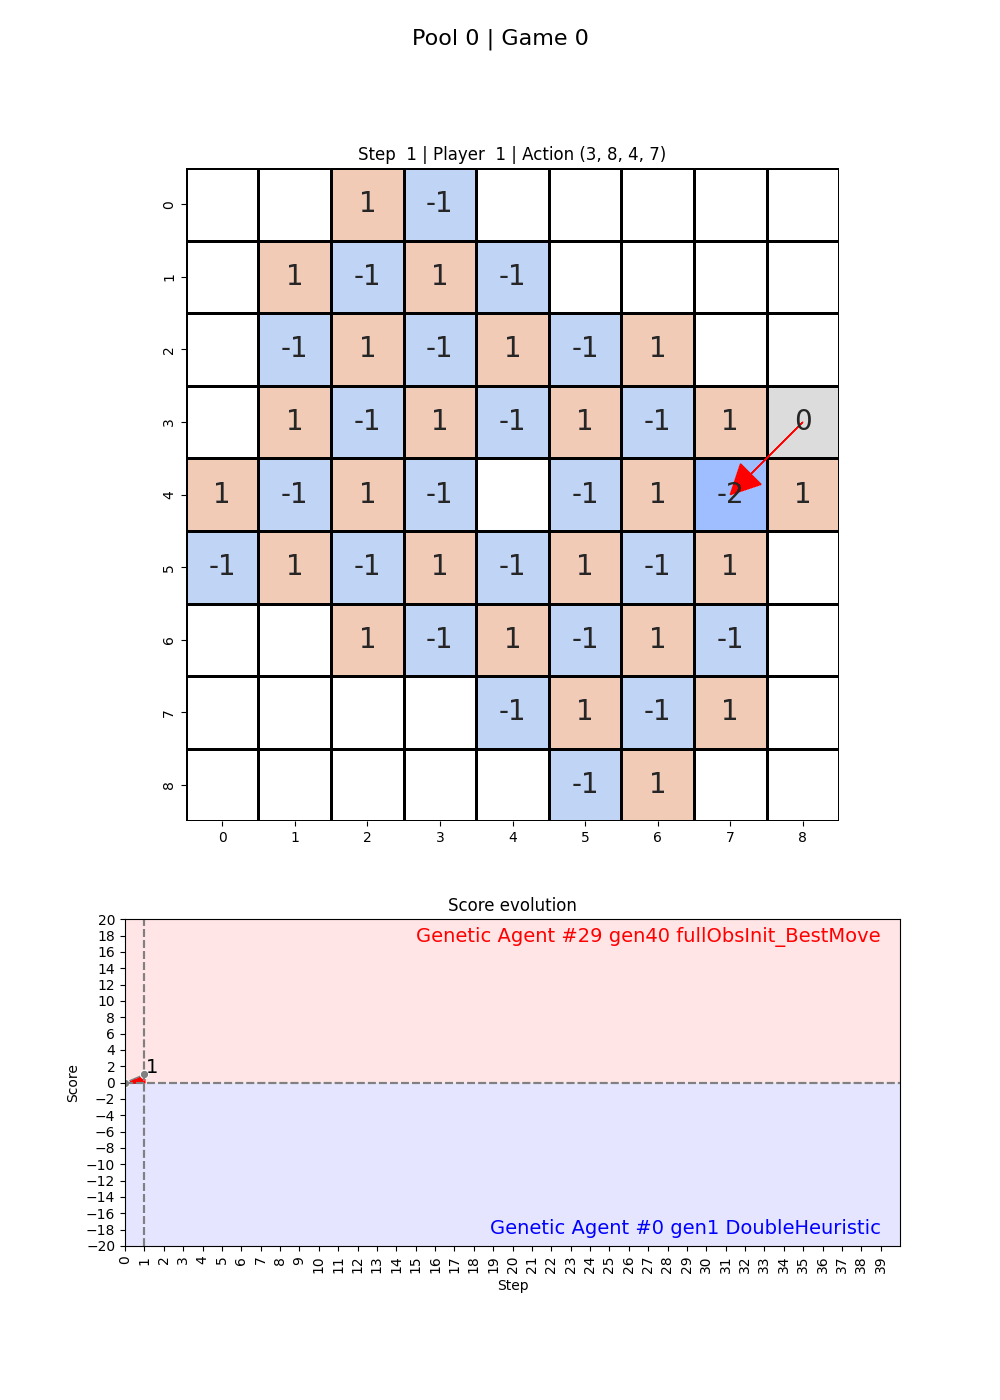 Pool 0 | Game 0
Step  1 | Player  1 | Action (3, 8, 4, 7)
0 1 -1
1 1 -1 1 -1
2 -1 1 -1 1 -1 1
3 1 -1 1 -1 1 -1 1 0
4 1 -1 1 -1 -1 1 -2 1
5 -1 1 -1 1 -1 1 -1 1
6 1 -1 1 -1 1 -1
7 -1 1 -1 1
8 -1 1
0 1 2 3 4 5 6 7 8
Score evolution
Score
20
18
16
14
12
10
8
6
4
2
0
−2
−4
−6
−8
−10
−12
−14
−16
−18
−20
Genetic Agent #29 gen40 fullObsInit_BestMove
1
Genetic Agent #0 gen1 DoubleHeuristic
0 1 2 3 4 5 6 7 8 9 10 11 12 13 14 15 16 17 18 19 20 21 22 23 24 25 26 27 28 29 30 31 32 33 34 35 36 37 38 39
Step